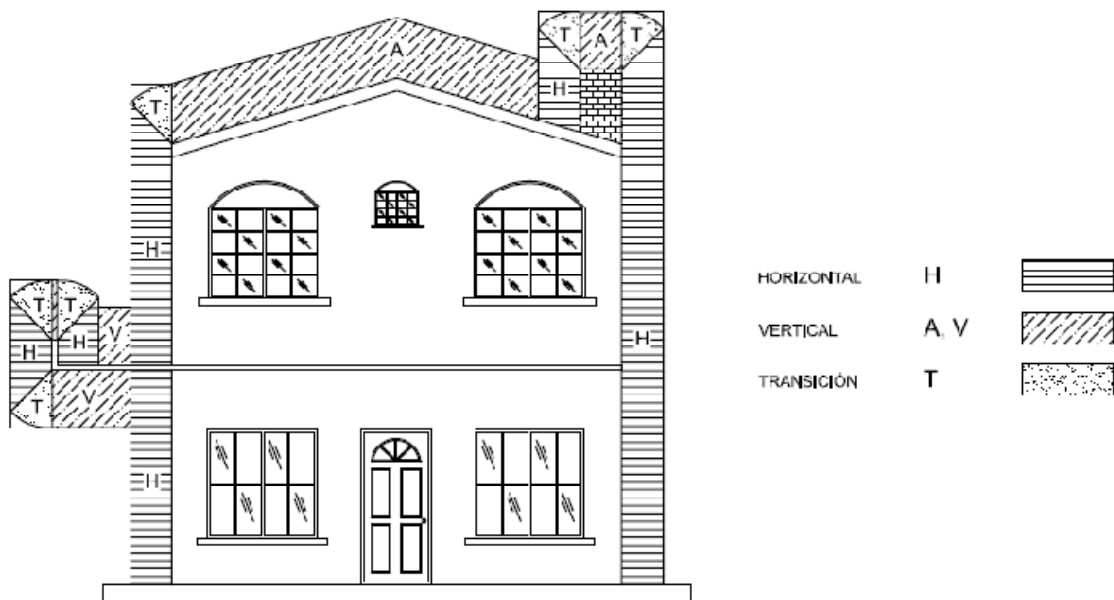 T A T
A
H
T
H
T T
V
H
H
H
T V
H
HORIZONTAL H
VERTICAL A, V
TRANSICIÓN T